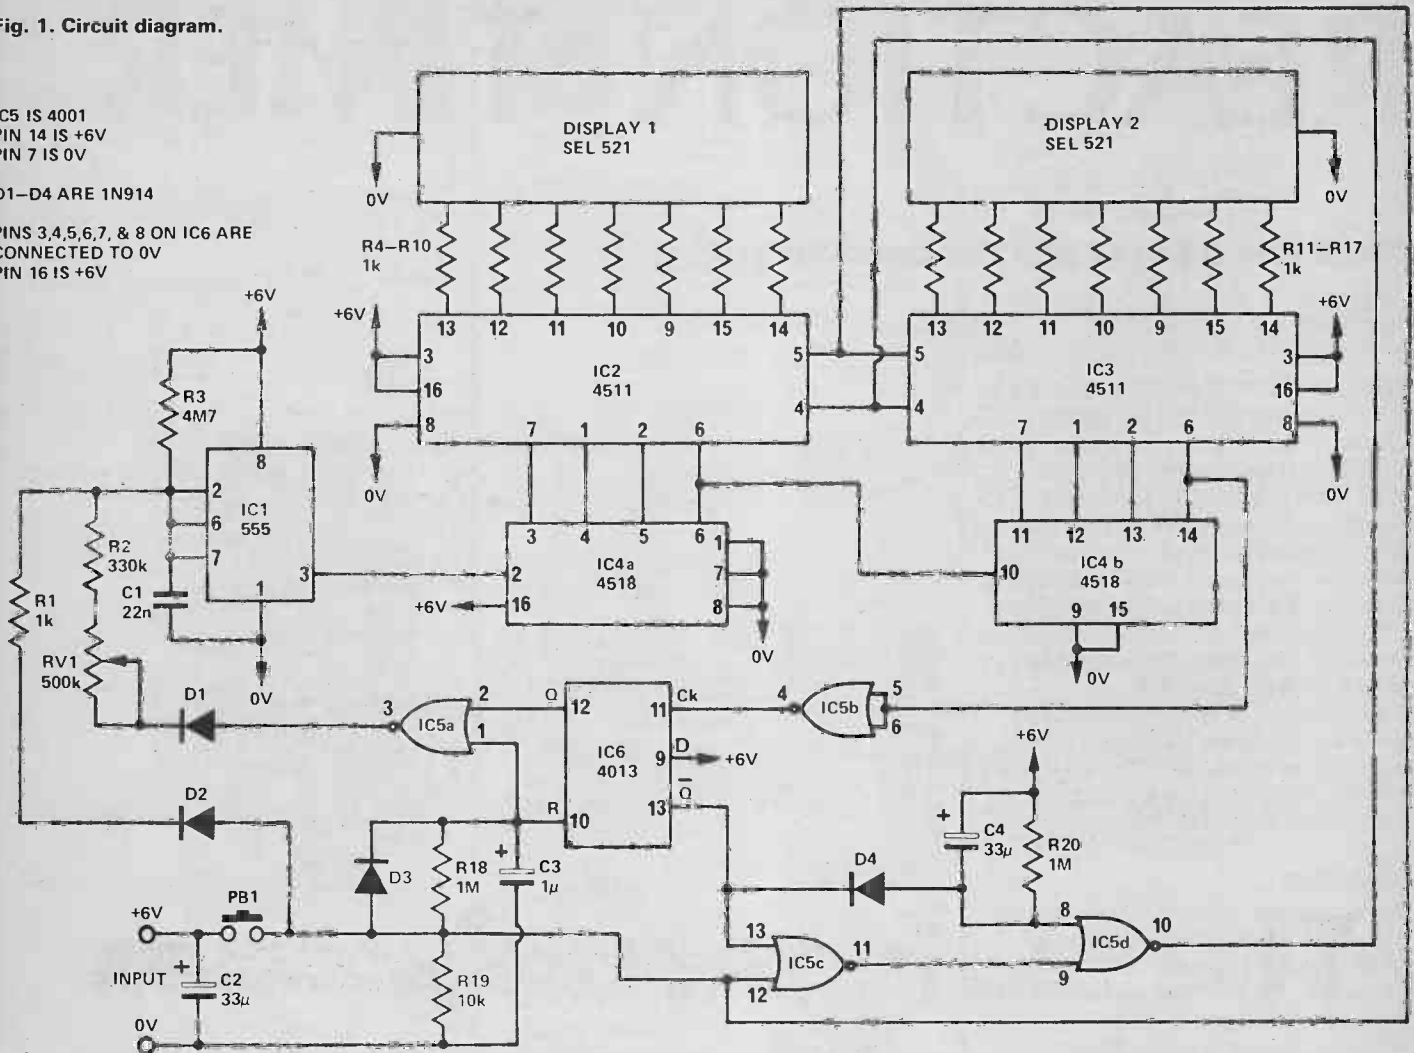 Fig. 1. Circuit diagram.
C5 IS 4001
PIN 14 IS +6V
PIN 7 IS 0V
D1–D4 ARE 1N914
PINS 3,4,5,6,7, & 8 ON IC6 ARE
CONNECTED TO 0V
PIN 16 IS +6V
DISPLAY 1
SEL 521
0V
DISPLAY 2
SEL 521
0V
R4–R10
1k
R11–R17
1k
+6V
13 12 11 10 9 15 14
3
16
8
0V
IC2
4511
5
4
7 1 2 6
13 12 11 10 9 15 14
5
4
IC3
4511
3
16
8
+6V
0V
7 1 2 6
+6V
R3
4M7
8
2
6
7
IC1
555
1
3
R2
330k
C1
22n
R1
1k
RV1
500k
0V
3 4 5 6
IC4a
4518
2
16
+6V
1
7
8
0V
11 12 13 14
10
IC4 b
4518
9 15
0V
D1
3
IC5a
2
1
Q
12
IC6
4013
11
Ck
9
D
+6V
13
Q̅
R
10
4
IC5b
5
6
D2
D3
R18
1M
+
C3
1μ
+6V
PB1
INPUT
+
C2
33μ
0V
R19
10k
D4
+
C4
33μ
+6V
R20
1M
13
12
IC5c
11
8
9
IC5d
10